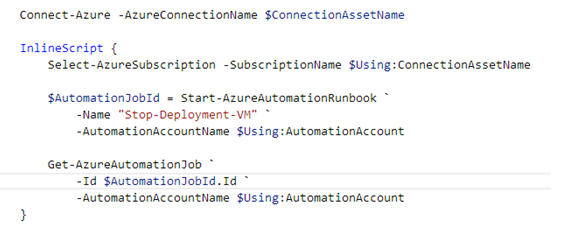 Connect-Azure -AzureConnectionName $ConnectionAssetName
InlineScript {
Select-AzureSubscription -SubscriptionName $Using:ConnectionAssetName
$AutomationJobId = Start-AzureAutomationRunbook `
-Name "Stop-Deployment-VM" `
-AutomationAccountName $Using:AutomationAccount
Get-AzureAutomationJob `
-Id $AutomationJobId.Id `
-AutomationAccountName $Using:AutomationAccount
}